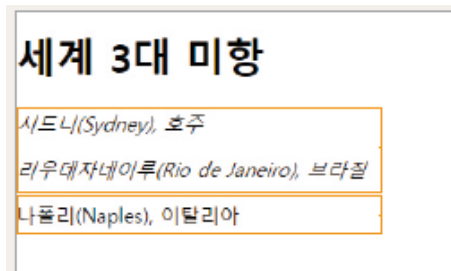 세계 3대 미항
시드니(Sydney), 호주
리우데자네이루(Rio de Janeiro), 브라질
나폴리(Naples), 이탈리아